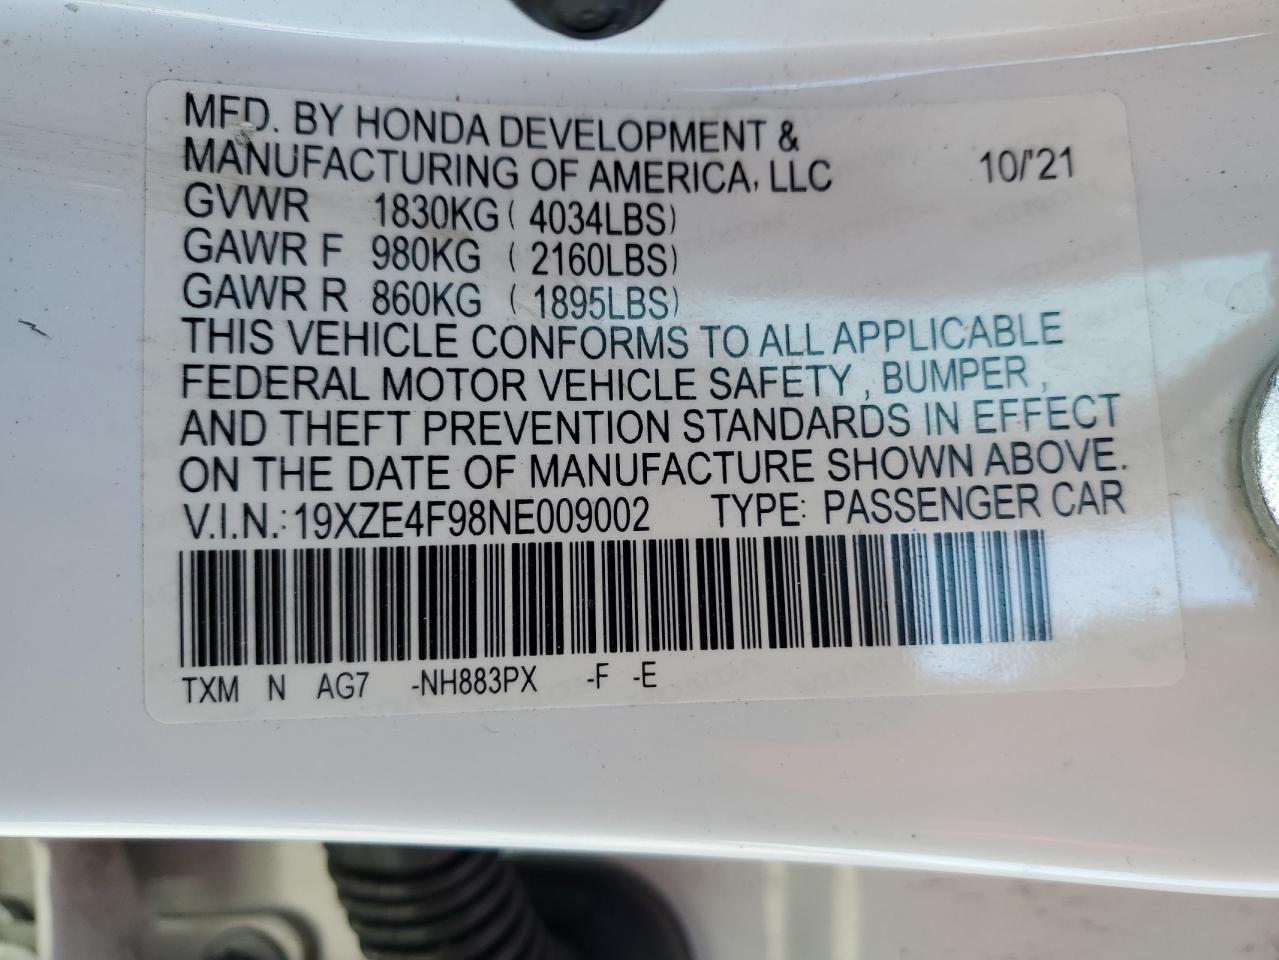 MFD. BY HONDA DEVELOPMENT &
MANUFACTURING OF AMERICA, LLC 10/'21
GVWR 1830KG ( 4034LBS)
GAWR F 980KG ( 2160LBS)
GAWR R 860KG ( 1895LBS)
THIS VEHICLE CONFORMS TO ALL APPLICABLE
FEDERAL MOTOR VEHICLE SAFETY , BUMPER ,
AND THEFT PREVENTION STANDARDS IN EFFECT
ON THE DATE OF MANUFACTURE SHOWN ABOVE.
V.I.N.: 19XZE4F98NE009002 TYPE: PASSENGER CAR
TXM N AG7 -NH883PX -F -E